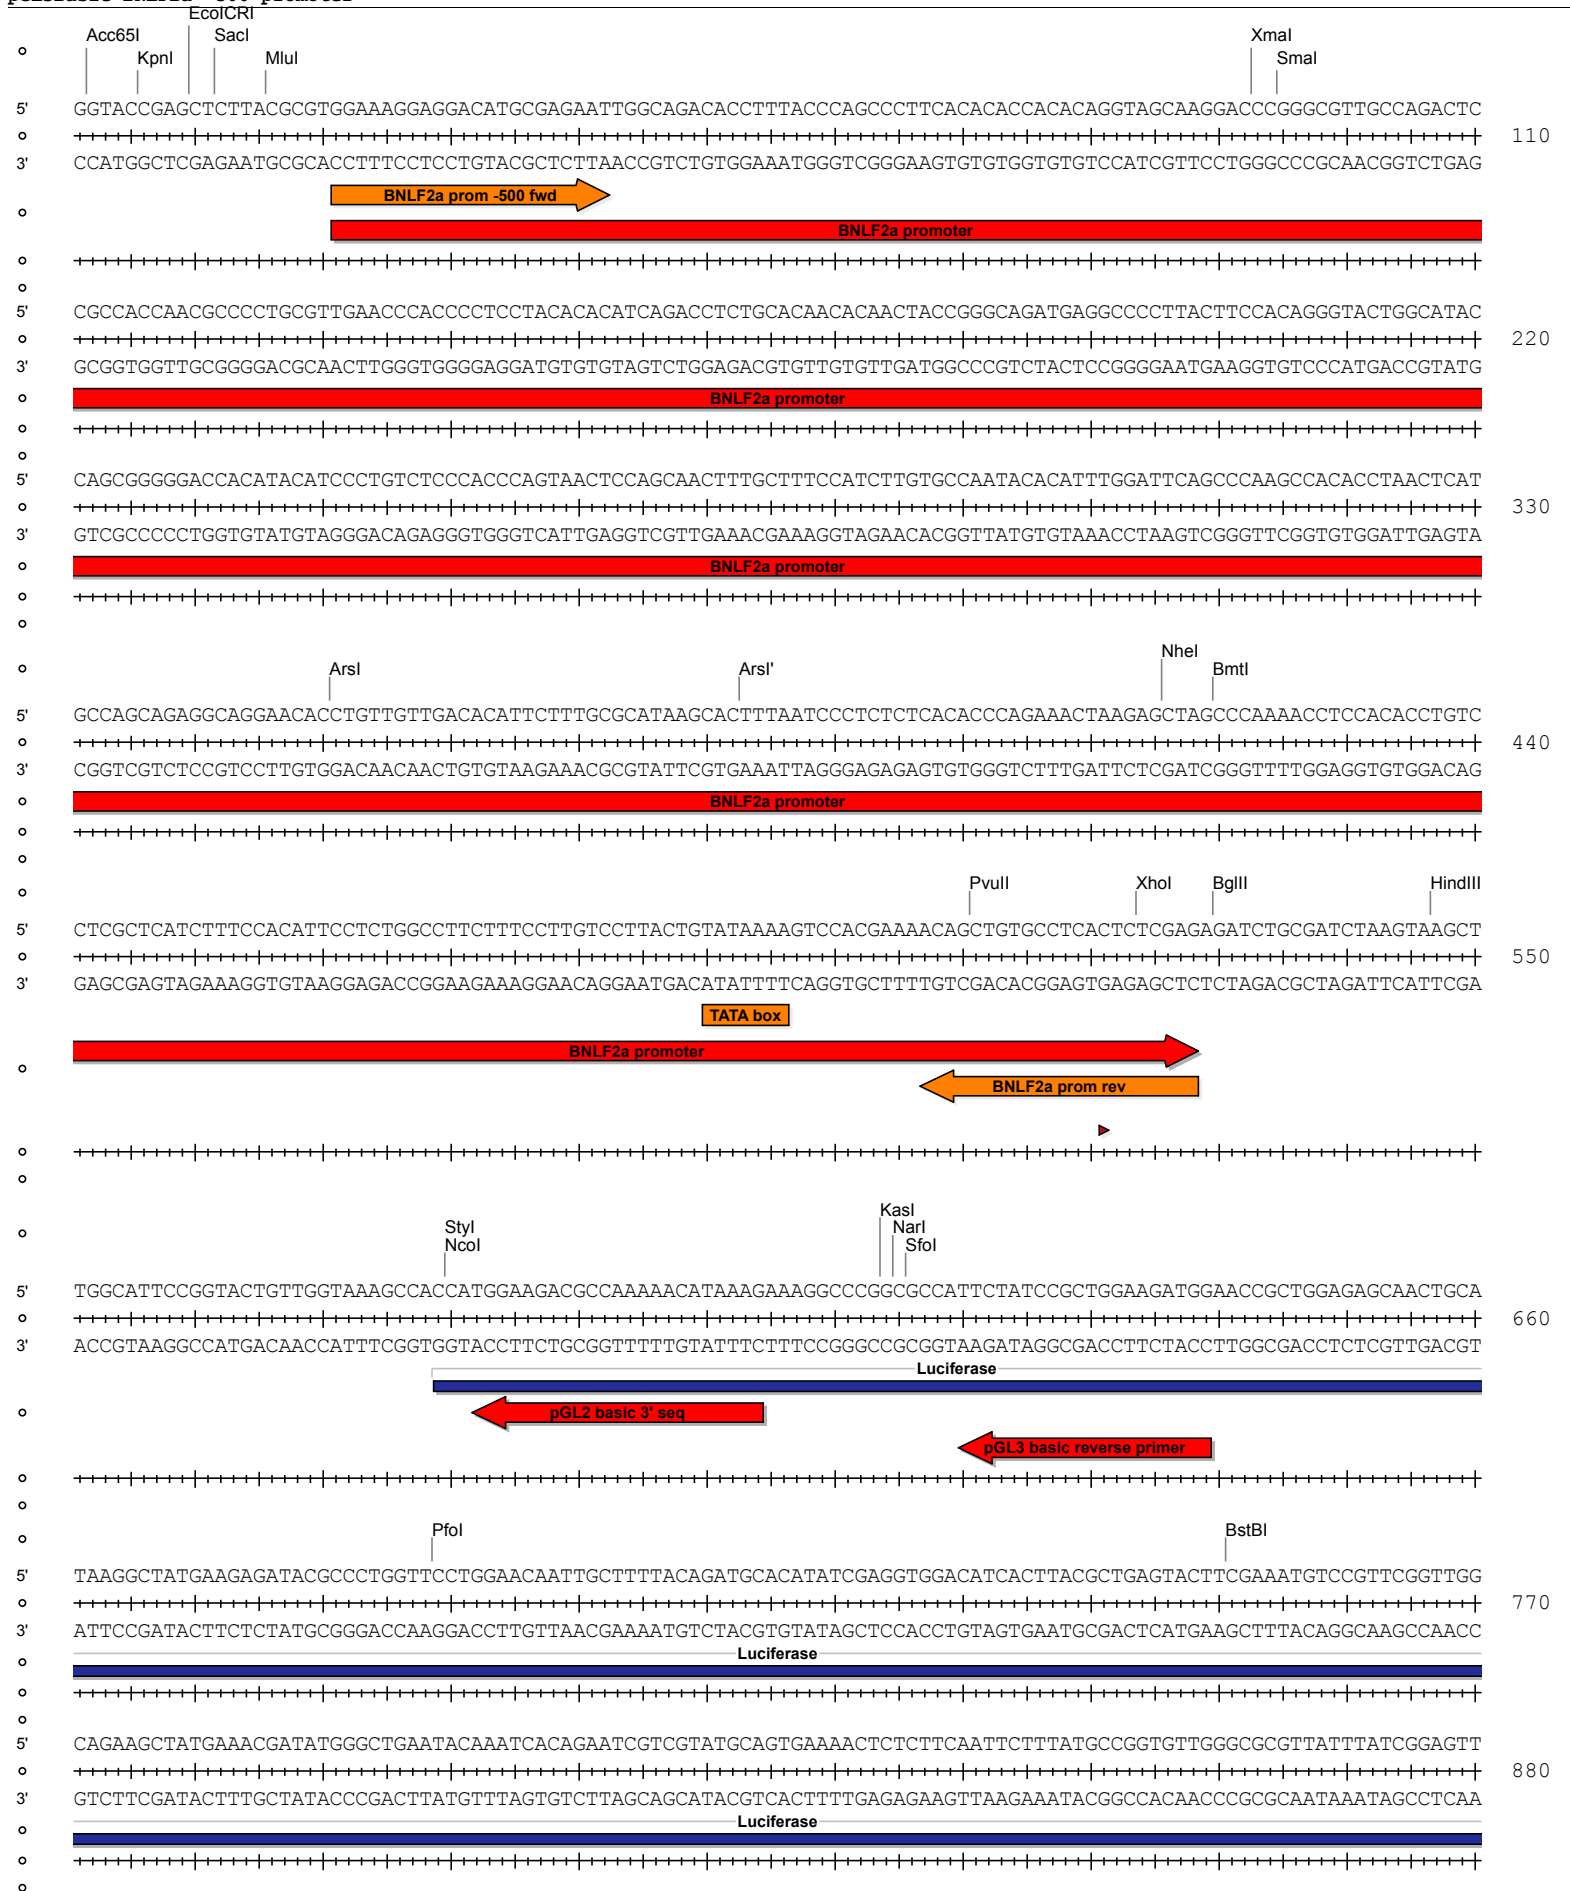 EcoICRI
Acc65I SacI XmaI
KpnI MluI SmaI
5' GGTACCGAGCTCTTACGCGTGGAAAGGAGGACATGCGAGAATTGGCAGACACCTTTACCCAGCCCTTCACACACCACACAGGTAGCAAGGACCCGGGCGTTGCCAGACTC
110
3' CCATGGCTCGAGAATGCGCACCTTTCCTCCTGTACGCTCTTAACCGTCTGTGGAAATGGGTCGGGAAGTGTGTGGTGTGTCCATCGTTCCTGGGCCCGCAACGGTCTGAG
BNLF2a prom -500 fwd
BNLF2a promoter
5' CGCCACCAACGCCCCTGCGTTGAACCCACCCCTCCTACACACATCAGACCTCTGCACAACACAACTACCGGGCAGATGAGGCCCCTTACTTCCACAGGGTACTGGCATAC
220
3' GCGGTGGTTGCGGGGACGCAACTTGGGTGGGGAGGATGTGTGTAGTCTGGAGACGTGTTGTGTTGATGGCCCGTCTACTCCGGGGAATGAAGGTGTCCCATGACCGTATG
BNLF2a promoter
5' CAGCGGGGGACCACATACATCCCTGTCTCCCACCCAGTAACTCCAGCAACTTTGCTTTCCATCTTGTGCCAATACACATTTGGATTCAGCCCAAGCCACACCTAACTCAT
330
3' GTCGCCCCCTGGTGTATGTAGGGACAGAGGGTGGGTCATTGAGGTCGTTGAAACGAAAGGTAGAACACGGTTATGTGTAAACCTAAGTCGGGTTCGGTGTGGATTGAGTA
BNLF2a promoter
NheI
ArsI ArsI' BmtI
5' GCCAGCAGAGGCAGGAACACCTGTTGTTGACACATTCTTTGCGCATAAGCACTTTAATCCCTCTCTCACACCCAGAAACTAAGAGCTAGCCCAAAACCTCCACACCTGTC
440
3' CGGTCGTCTCCGTCCTTGTGGACAACAACTGTGTAAGAAACGCGTATTCGTGAAATTAGGGAGAGAGTGTGGGTCTTTGATTCTCGATCGGGTTTTGGAGGTGTGGACAG
BNLF2a promoter
PvuII XhoI BglII HindIII
5' CTCGCTCATCTTTCCACATTCCTCTGGCCTTCTTTCCTTGTCCTTACTGTATAAAAGTCCACGAAAACAGCTGTGCCTCACTCTCGAGAGATCTGCGATCTAAGTAAGCT
550
3' GAGCGAGTAGAAAGGTGTAAGGAGACCGGAAGAAAGGAACAGGAATGACATATTTTCAGGTGCTTTTGTCGACACGGAGTGAGAGCTCTCTAGACGCTAGATTCATTCGA
TATA box
BNLF2a promoter
BNLF2a prom rev
KasI
StyI NarI
NcoI SfoI
5' TGGCATTCCGGTACTGTTGGTAAAGCCACCATGGAAGACGCCAAAAACATAAAGAAAGGCCCGGCGCCATTCTATCCGCTGGAAGATGGAACCGCTGGAGAGCAACTGCA
660
3' ACCGTAAGGCCATGACAACCATTTCGGTGGTACCTTCTGCGGTTTTTGTATTTCTTTCCGGGCCGCGGTAAGATAGGCGACCTTCTACCTTGGCGACCTCTCGTTGACGT
Luciferase
pGL2 basic 3' seq
pGL3 basic reverse primer
PfoI BstBI
5' TAAGGCTATGAAGAGATACGCCCTGGTTCCTGGAACAATTGCTTTTACAGATGCACATATCGAGGTGGACATCACTTACGCTGAGTACTTCGAAATGTCCGTTCGGTTGG
770
3' ATTCCGATACTTCTCTATGCGGGACCAAGGACCTTGTTAACGAAAATGTCTACGTGTATAGCTCCACCTGTAGTGAATGCGACTCATGAAGCTTTACAGGCAAGCCAACC
Luciferase
5' CAGAAGCTATGAAACGATATGGGCTGAATACAAATCACAGAATCGTCGTATGCAGTGAAAACTCTCTTCAATTCTTTATGCCGGTGTTGGGCGCGTTATTTATCGGAGTT
880
3' GTCTTCGATACTTTGCTATACCCGACTTATGTTTAGTGTCTTAGCAGCATACGTCACTTTTGAGAGAAGTTAAGAAATACGGCCACAACCCGCGCAATAAATAGCCTCAA
Luciferase